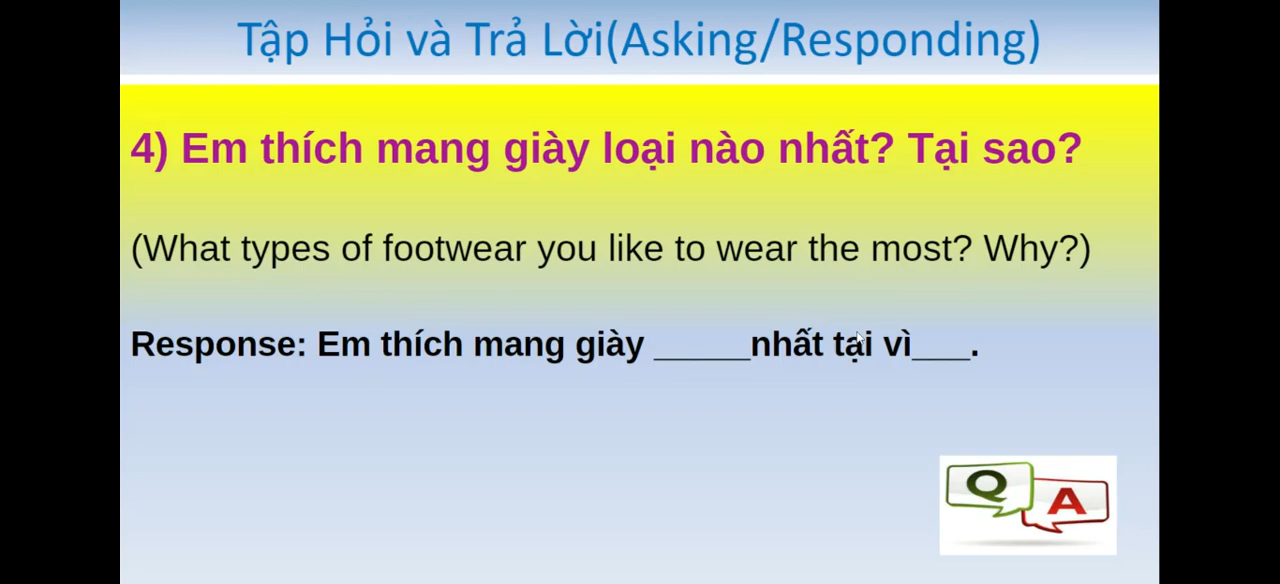 Tập Hỏi và Trả Lời(Asking/Responding)
4) Em thích mang giày loại nào nhất? Tại sao?
(What types of footwear you like to wear the most? Why?)
Response: Em thích mang giày _____nhất tại vì___.
Q
A